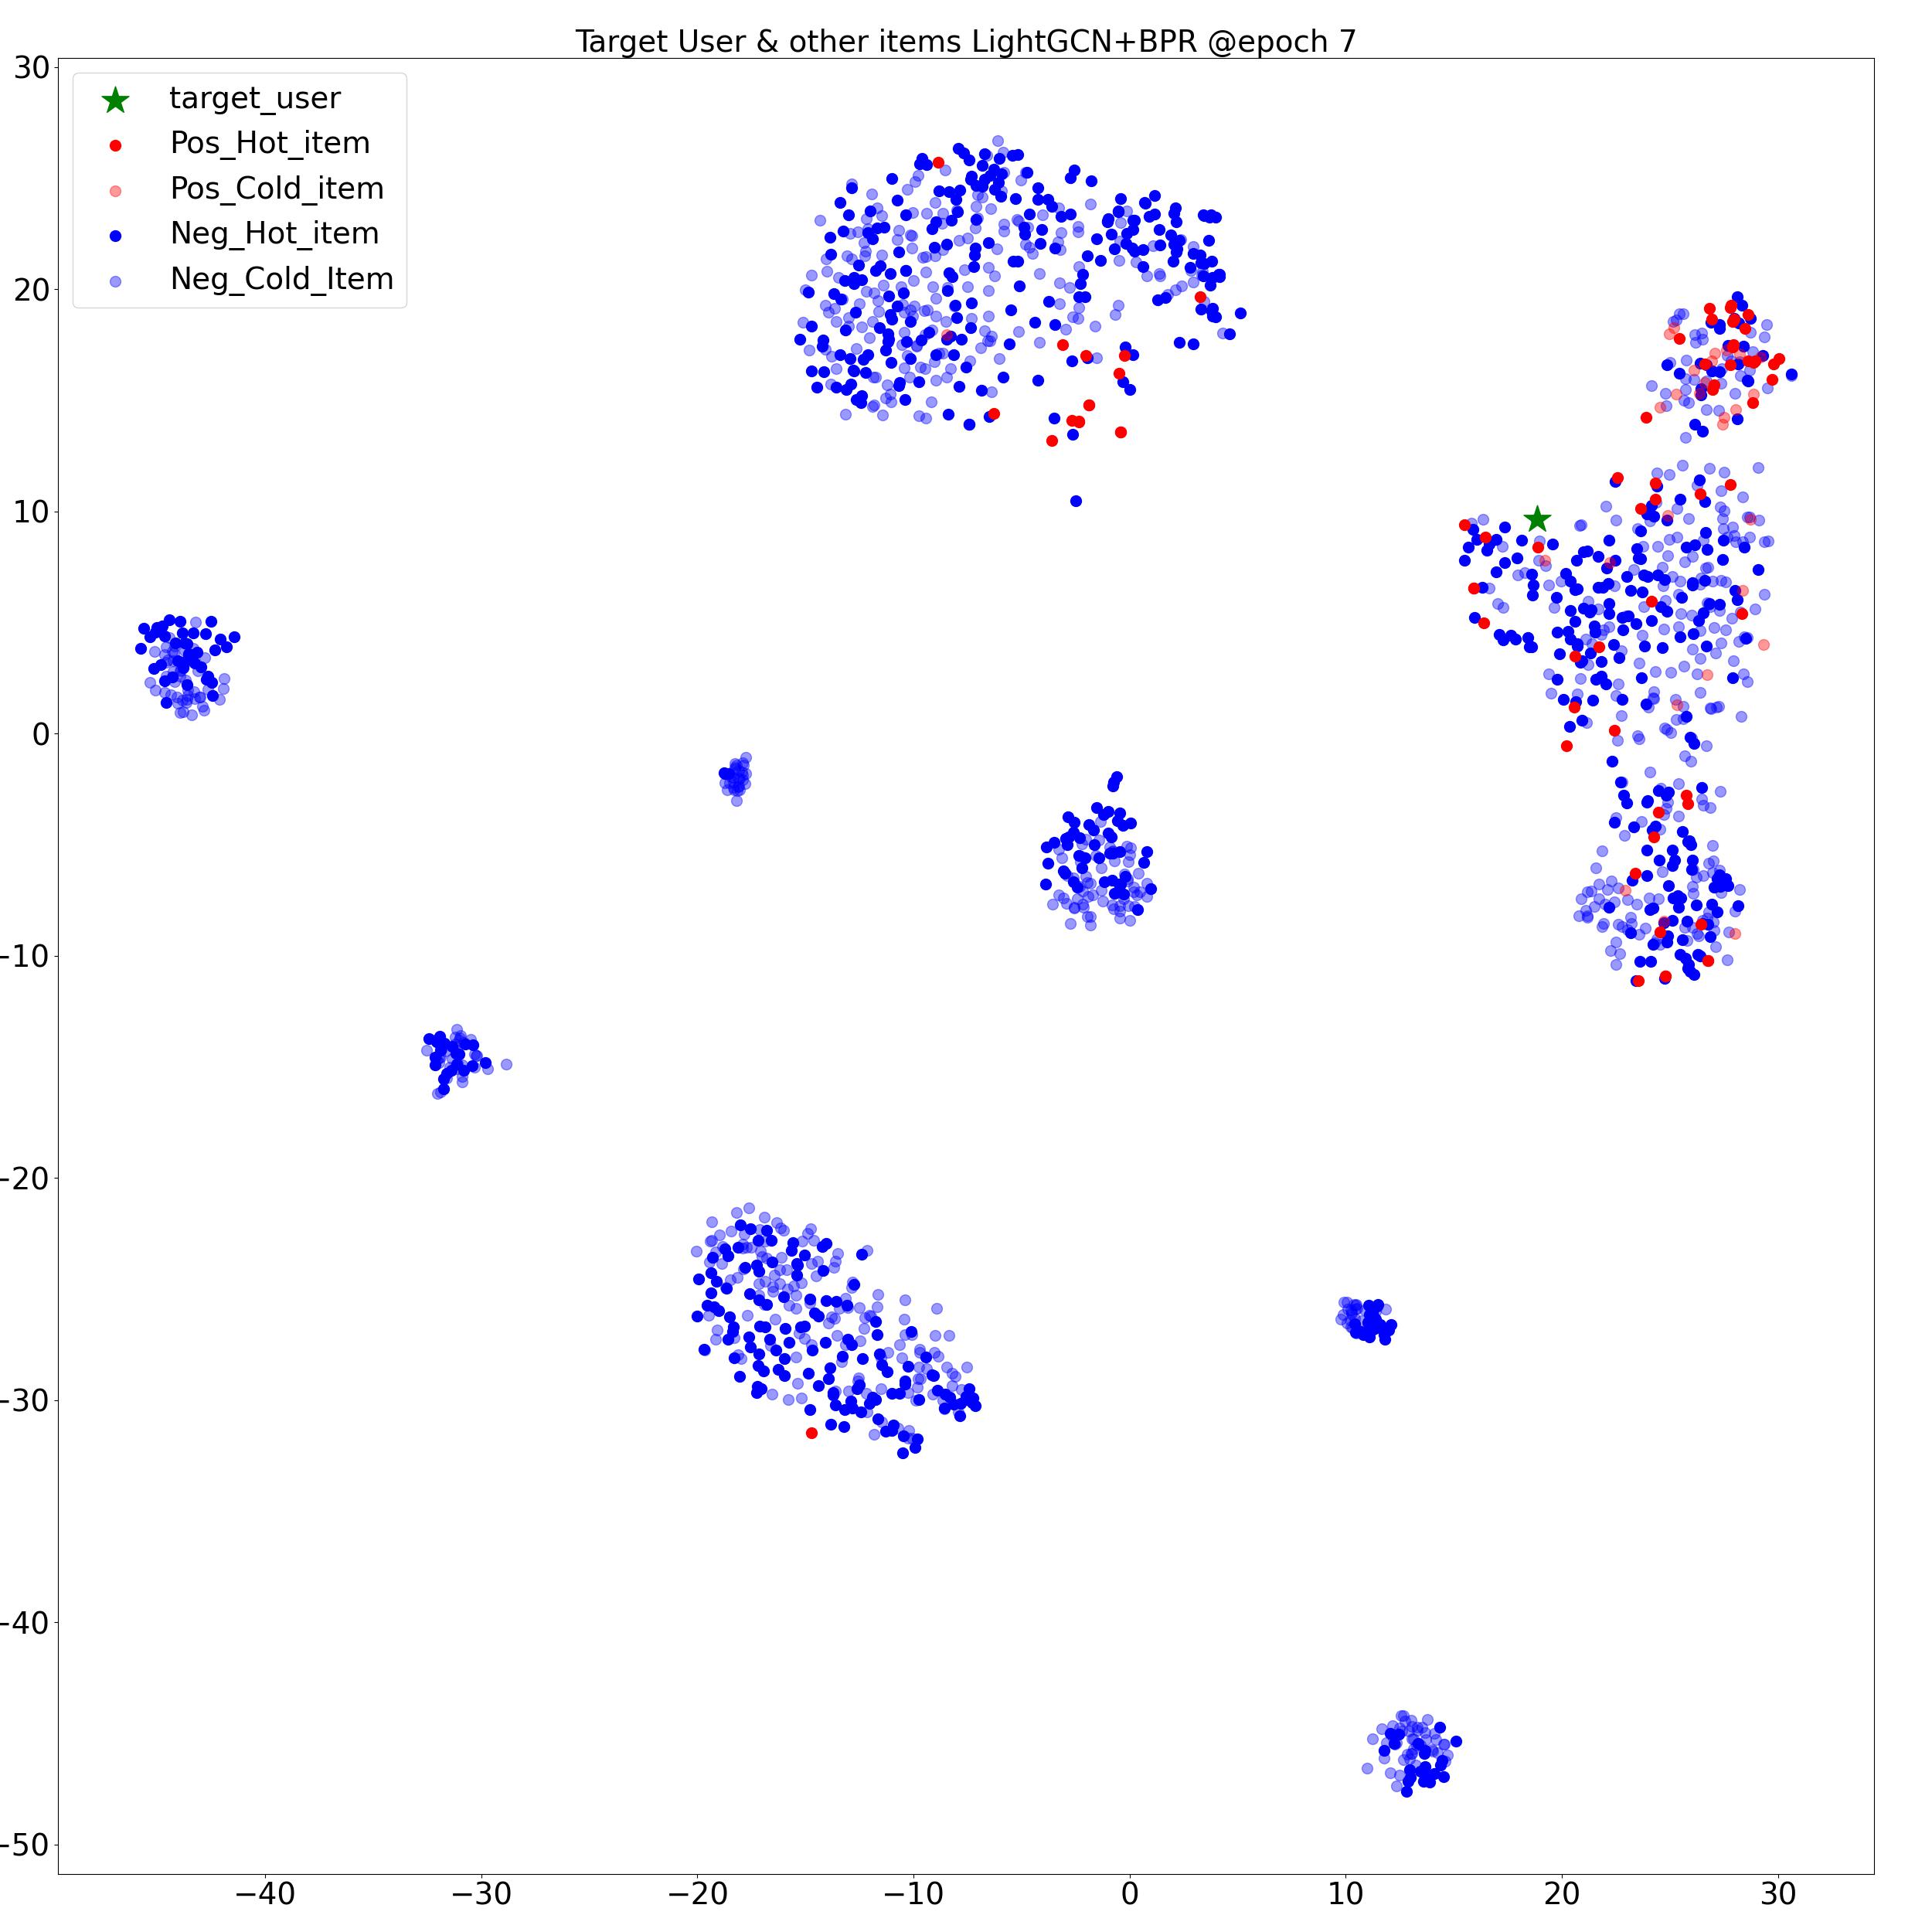 Target User & other items LightGCN+BPR @epoch 7
target_user
Pos_Hot_item
Pos_Cold_item
Neg_Hot_item
Neg_Cold_Item
30
20
10
0
−10
−20
−30
−40
−50
−40 −30 −20 −10 0 10 20 30